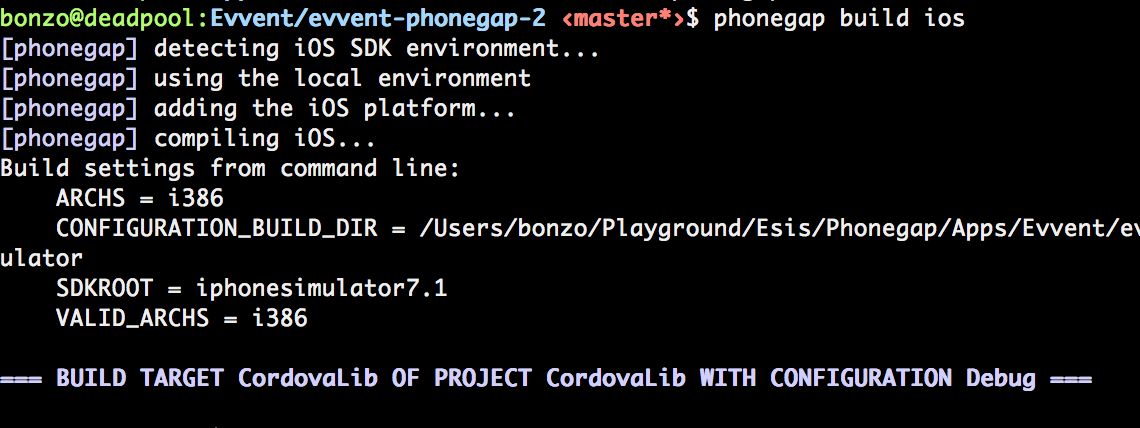 bonzo@deadpool:Evvent/evvent-phonegap-2 <master*>$ phonegap build ios
[phonegap] detecting iOS SDK environment...
[phonegap] using the local environment
[phonegap] adding the iOS platform...
[phonegap] compiling iOS...
Build settings from command line:
    ARCHS = i386
    CONFIGURATION_BUILD_DIR = /Users/bonzo/Playground/Esis/Phonegap/Apps/Evvent/ev
ulator
    SDKROOT = iphonesimulator7.1
    VALID_ARCHS = i386
=== BUILD TARGET CordovaLib OF PROJECT CordovaLib WITH CONFIGURATION Debug ===